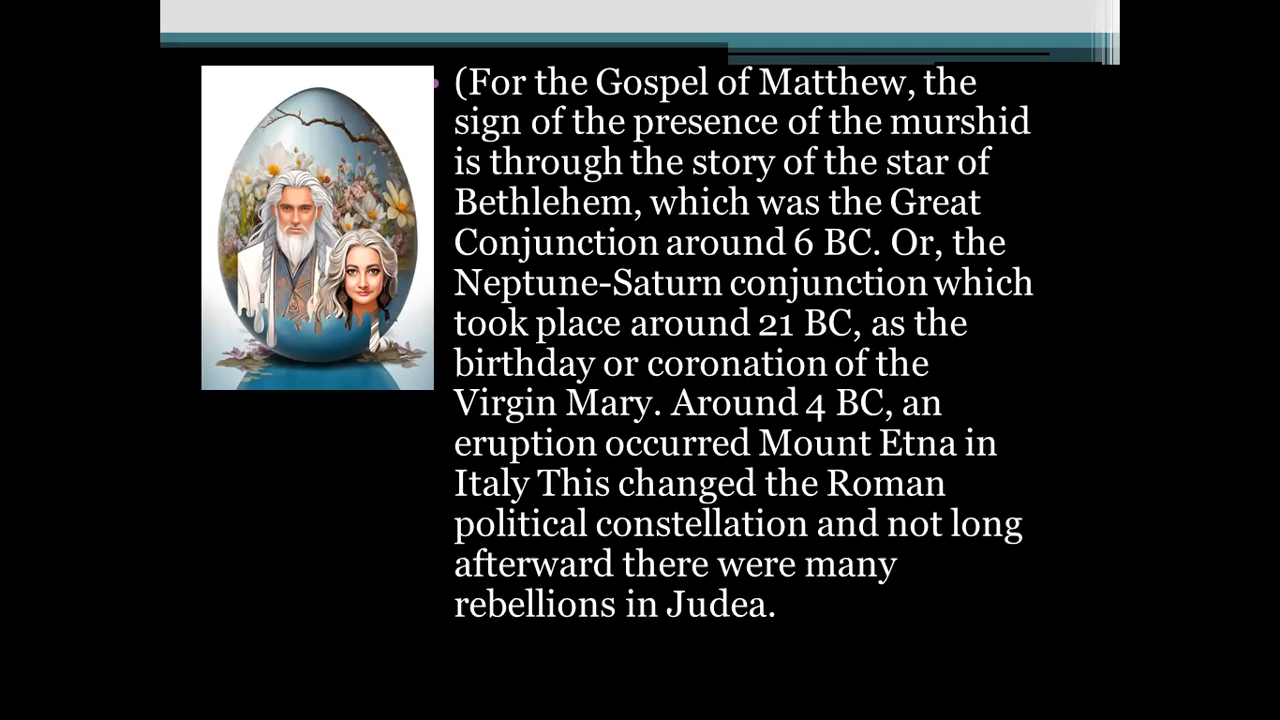 (For the Gospel of Matthew, the
sign of the presence of the murshid
is through the story of the star of
Bethlehem, which was the Great
Conjunction around 6 BC. Or, the
Neptune-Saturn conjunction which
took place around 21 BC, as the
birthday or coronation of the
Virgin Mary. Around 4 BC, an
eruption occurred Mount Etna in
Italy This changed the Roman
political constellation and not long
afterward there were many
rebellions in Judea.